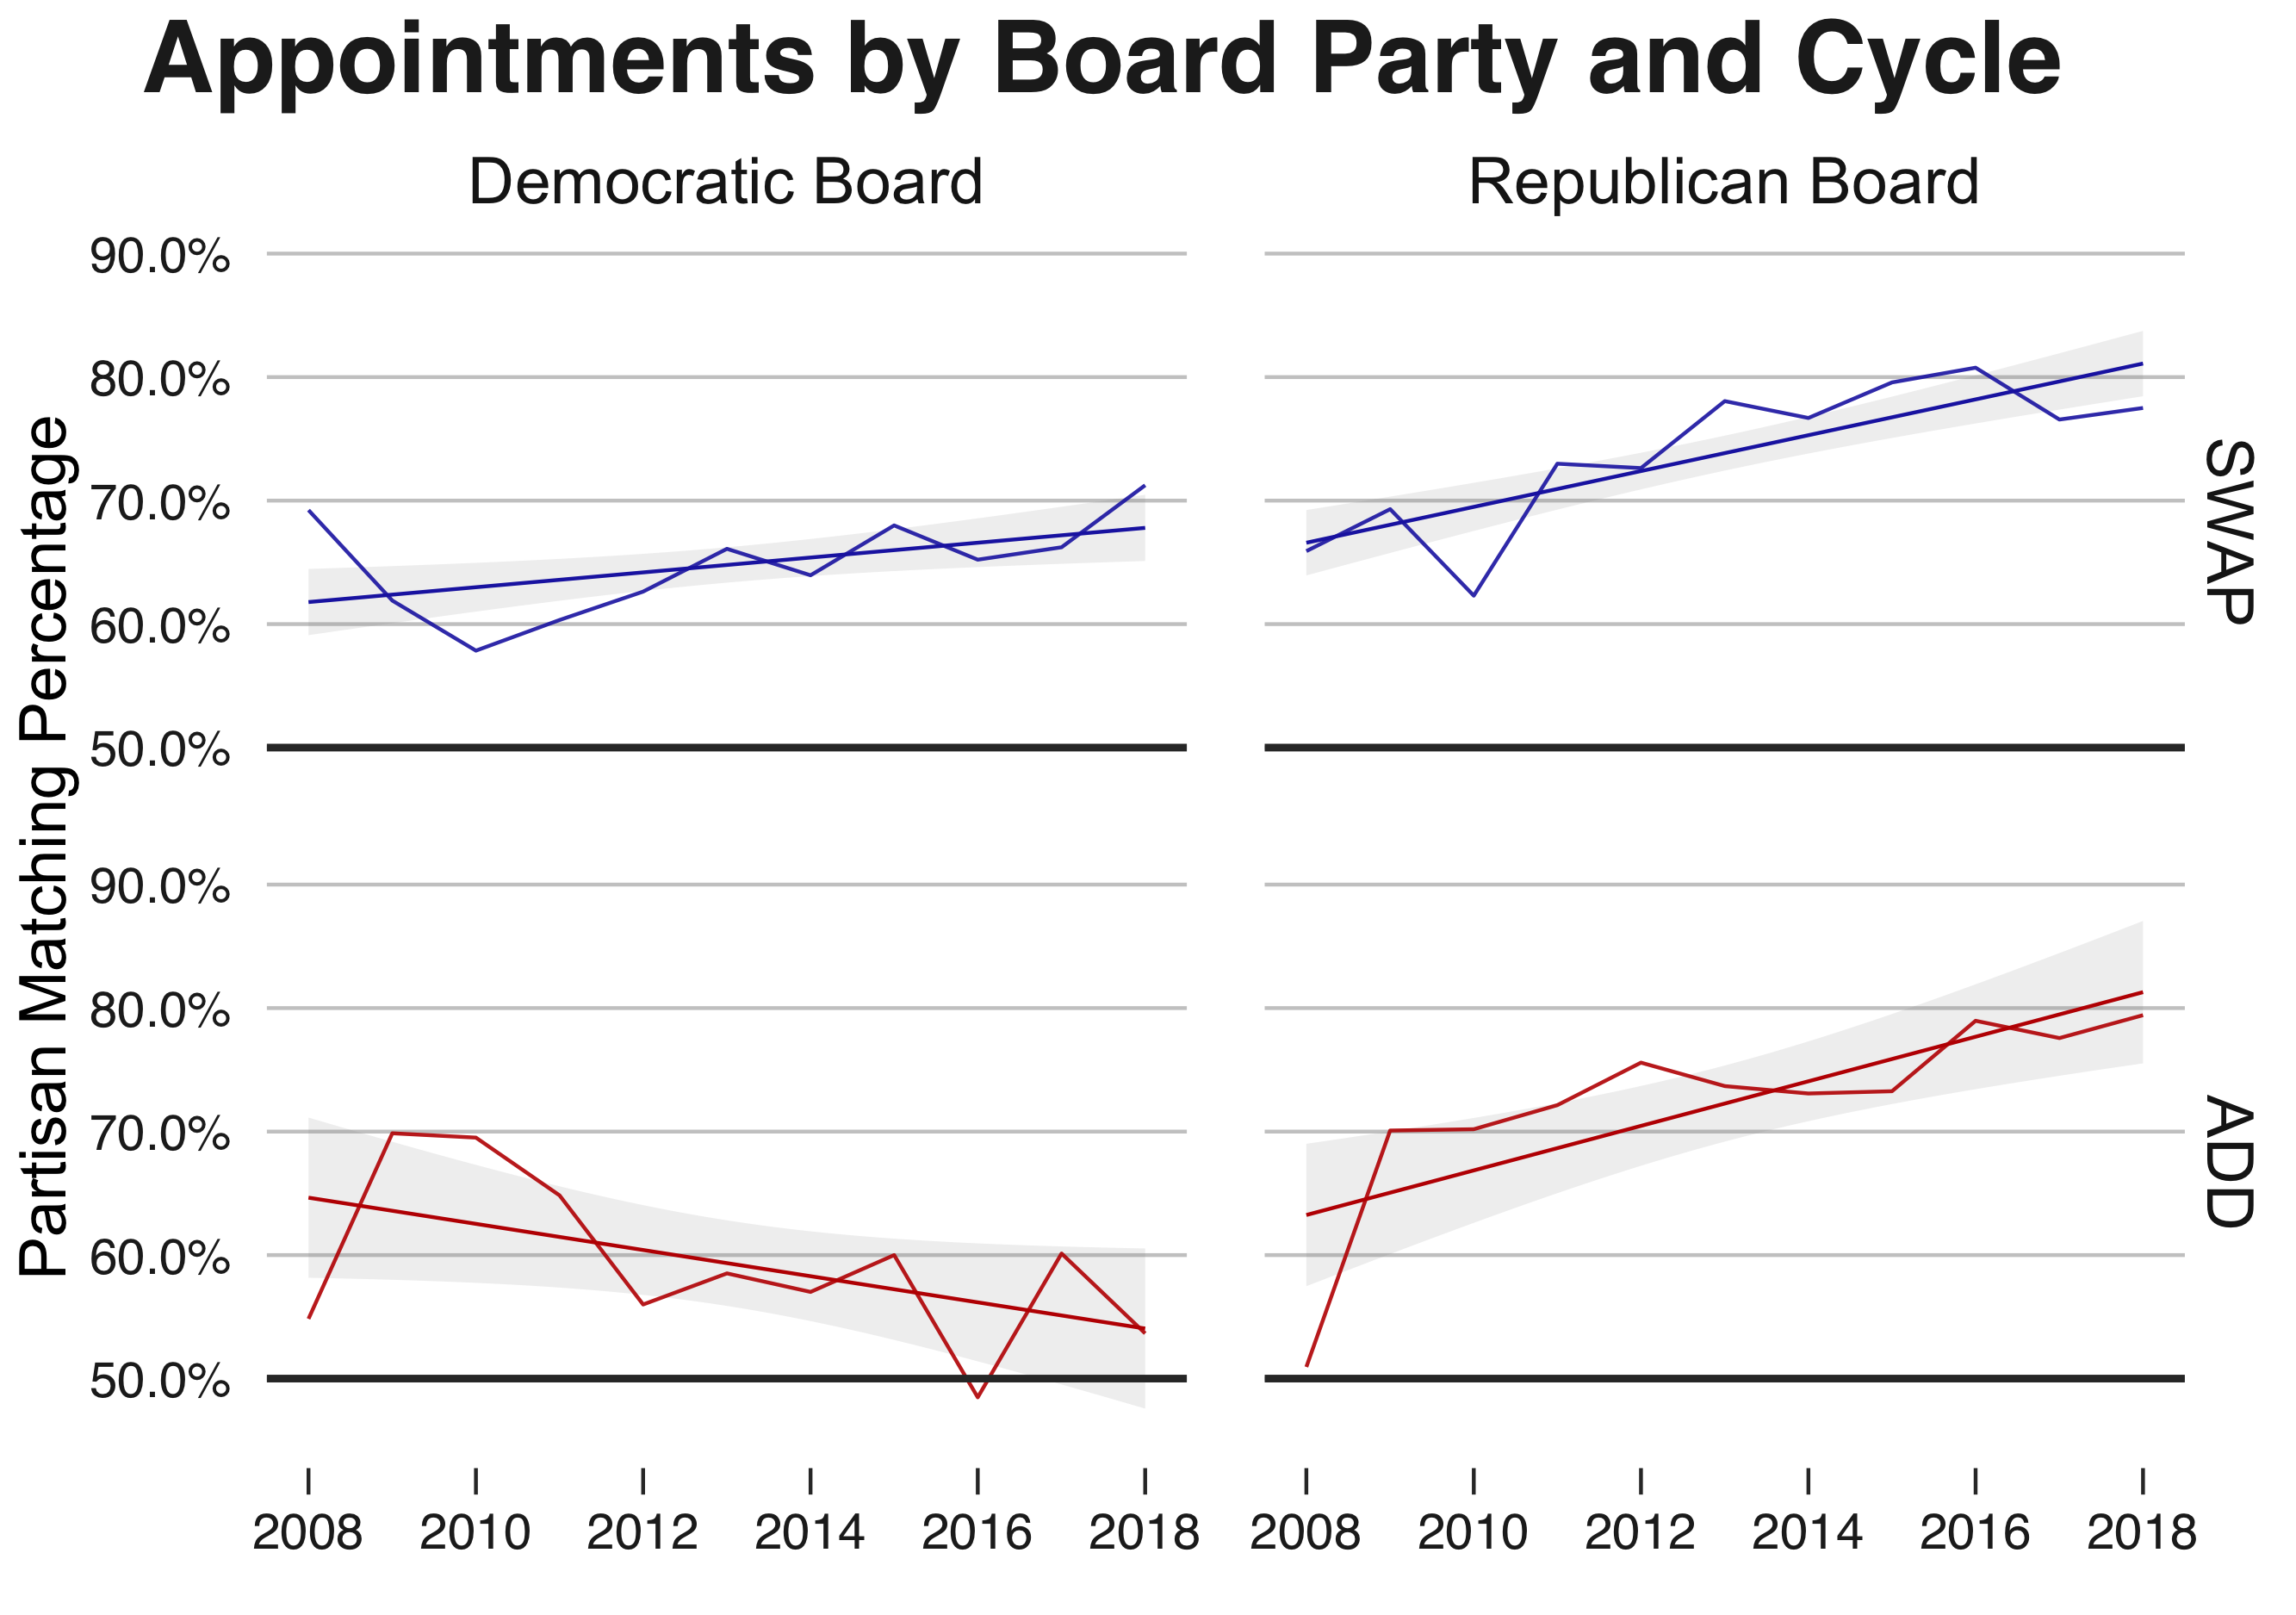 Appointments by Board Party and Cycle
Democratic Board
Republican Board
Partisan Matching Percentage
90.0%
80.0%
70.0%
60.0%
50.0%
SWAP
90.0%
80.0%
70.0%
60.0%
50.0%
ADD
2008 2010 2012 2014 2016 2018
2008 2010 2012 2014 2016 2018